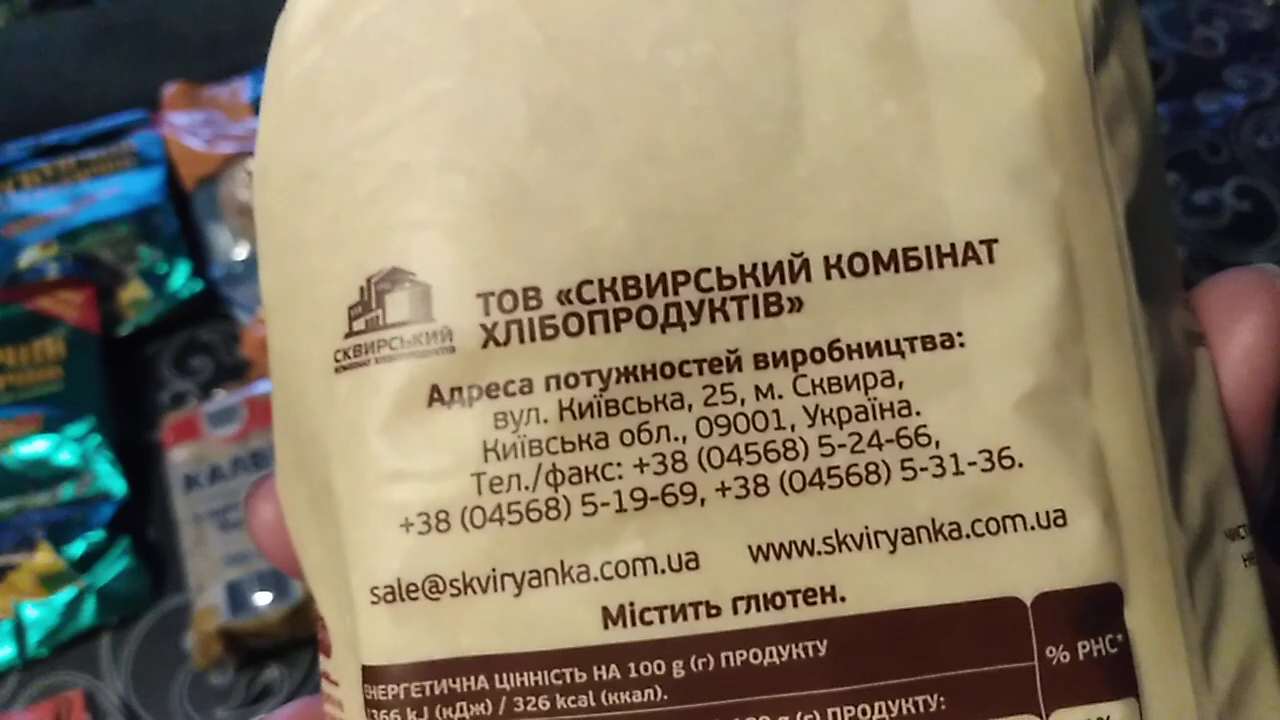 ТОВ «СКВИРСЬКИЙ КОМБІНАТ
ХЛІБОПРОДУКТІВ»
СКВИРСЬКИЙ
КОМБІНАТ ХЛІБОПРОДУКТІВ
Адреса потужностей виробництва:
вул. Київська, 25, м. Сквира,
Київська обл., 09001, Україна.
Тел./факс: +38 (04568) 5-24-66,
+38 (04568) 5-19-69, +38 (04568) 5-31-36.
sale@skviryanka.com.ua www.skviryanka.com.ua
Містить глютен.
ЕНЕРГЕТИЧНА ЦІННІСТЬ НА 100 g (г) ПРОДУКТУ
% РНС*
366 kJ (кДж) / 326 kcal (ккал).
(г) ПРОДУКТУ: